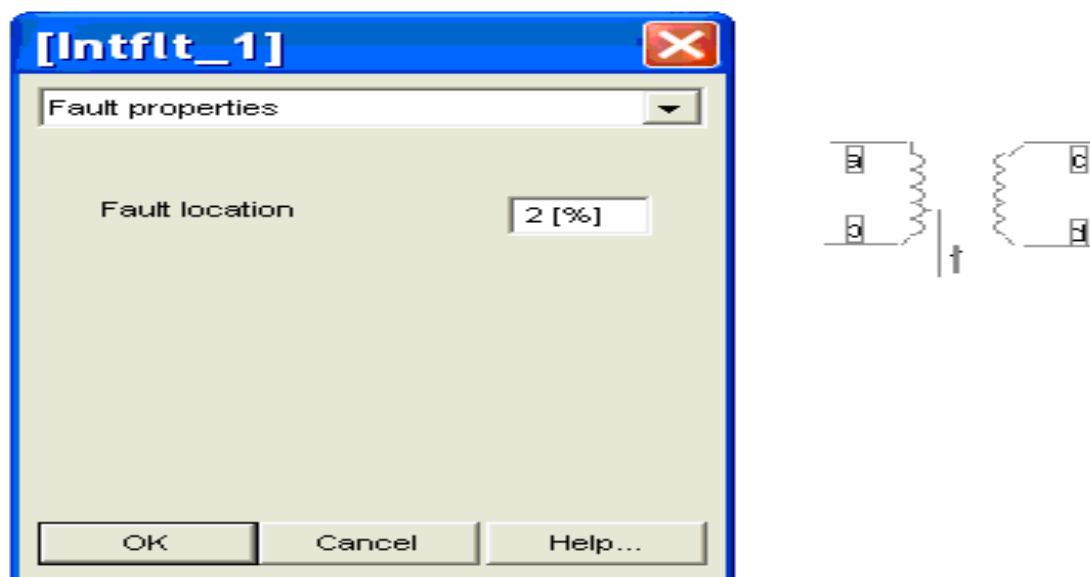 [Intflt_1]
Fault properties
Fault location 2 [%]
OK Cancel Help...
a
c
d
f